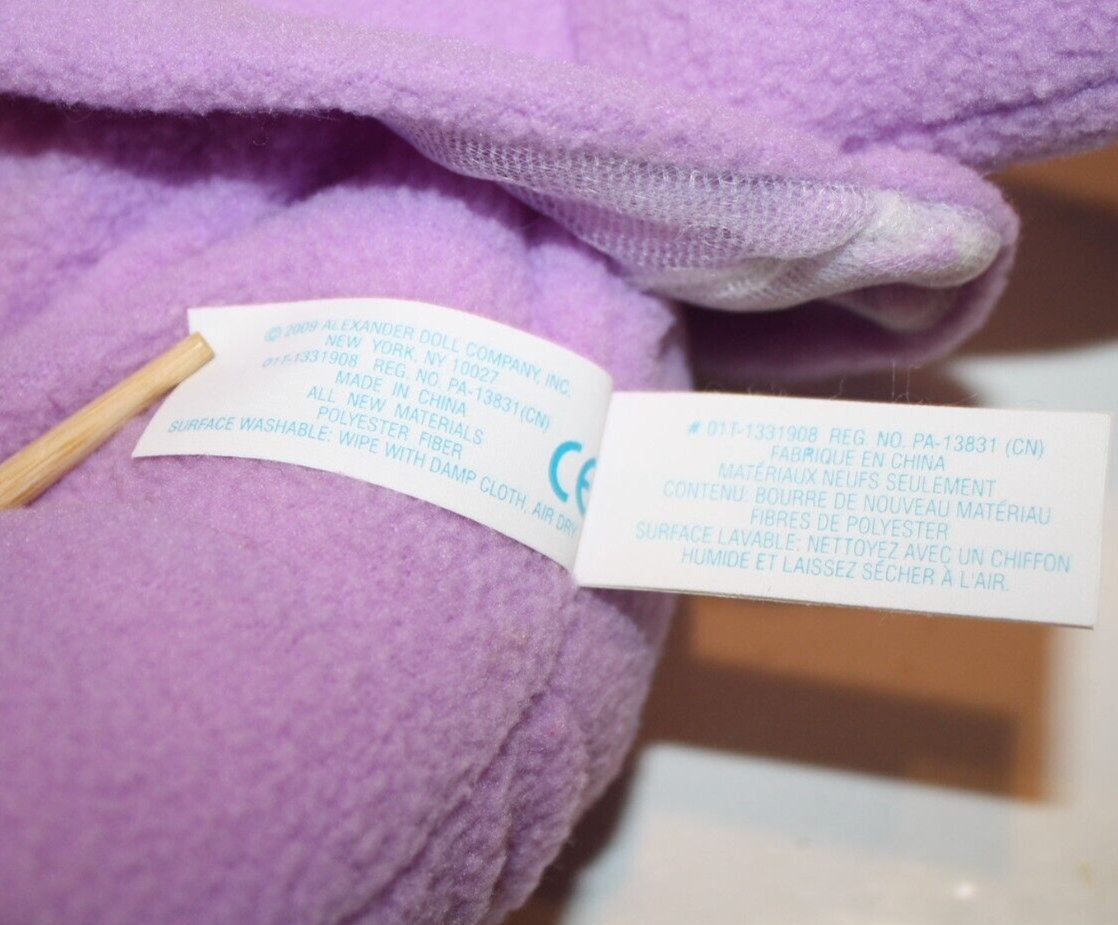 © 2009 ALEXANDER DOLL COMPANY, INC.
NEW YORK, NY 10027
01T-1331908 REG. NO. PA-13831(CN)
MADE IN CHINA
ALL NEW MATERIALS
POLYESTER FIBER
SURFACE WASHABLE: WIPE WITH DAMP CLOTH, AIR DRY
CE
# 01T-1331908 REG. NO. PA-13831 (CN)
FABRIQUE EN CHINA
MATÉRIAUX NEUFS SEULEMENT
CONTENU: BOURRE DE NOUVEAU MATÉRIAU
FIBRES DE POLYESTER
SURFACE LAVABLE: NETTOYEZ AVEC UN CHIFFON
HUMIDE ET LAISSEZ SÉCHER À L'AIR.